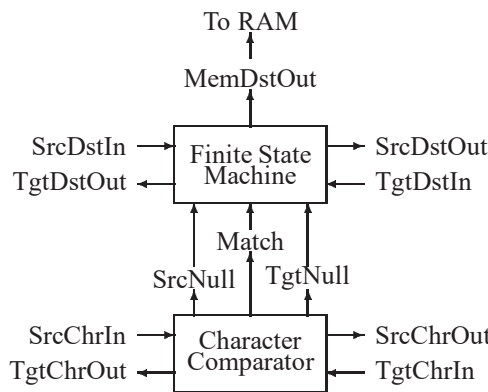 To RAM
MemDstOut
SrcDstIn
Finite State
Machine
SrcDstOut
TgtDstOut
TgtDstIn
Match
SrcNull
TgtNull
SrcChrIn
Character
Comparator
SrcChrOut
TgtChrOut
TgtChrIn